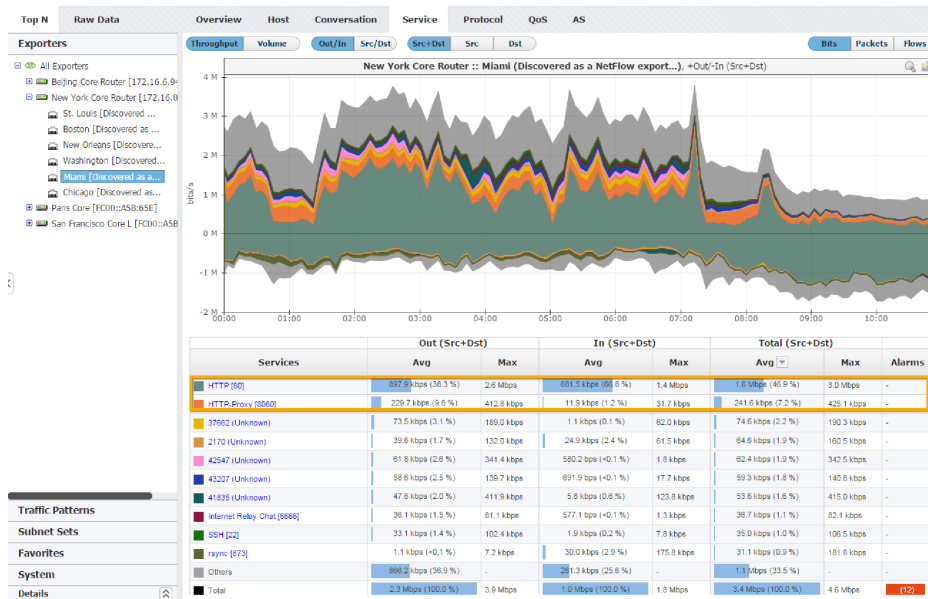 Top N Raw Data Overview Host Conversation Service Protocol QoS AS
Exporters
Throughput Volume Out/In Src/Dst Src+Dst Src Dst Bits Packets Flows
All Exporters
Beijing Core Router [172.16.6.9
New York Core Router [172.16.0
St. Louis [Discovered ...
Boston [Discovered as ...
New Orleans [Discovere...
Washington [Discovered...
Miami [Discovered as a...
Chicago [Discovered as...
Paris Core [FC00::A5B:65E]
San Francisco Core L [FC00::A5B
New York Core Router :: Miami (Discovered as a NetFlow export...), +Out/-In (Src+Dst)
bits/s
4 M
3 M
2 M
1 M
0 M
-1 M
-2 M
00:00 01:00 02:00 03:00 04:00 05:00 06:00 07:00 08:00 09:00 10:00
Out (Src+Dst) In (Src+Dst) Total (Src+Dst)
Services Avg Max Avg Max Avg Max Alarms
HTTP [80] 897.9 kbps (38.3 %) 2.6 Mbps 681.5 kbps (66.8 %) 1.4 Mbps 1.6 Mbps (46.9 %) 3.0 Mbps -
HTTP-Proxy [8080] 229.7 kbps (9.8 %) 412.8 kbps 11.9 kbps (1.2 %) 31.7 kbps 241.6 kbps (7.2 %) 425.1 kbps -
37662 (Unknown) 73.5 kbps (3.1 %) 189.0 kbps 1.1 kbps (0.1 %) 62.0 kbps 74.6 kbps (2.2 %) 190.3 kbps -
2170 (Unknown) 39.6 kbps (1.7 %) 132.0 kbps 24.9 kbps (2.4 %) 61.5 kbps 64.6 kbps (1.9 %) 160.5 kbps -
42547 (Unknown) 61.8 kbps (2.6 %) 341.4 kbps 580.2 bps (<0.1 %) 1.8 kbps 62.4 kbps (1.9 %) 342.5 kbps -
43207 (Unknown) 58.6 kbps (2.5 %) 139.7 kbps 691.9 bps (<0.1 %) 17.7 kbps 59.3 kbps (1.8 %) 140.6 kbps -
41835 (Unknown) 47.8 kbps (2.0 %) 411.9 kbps 5.8 kbps (0.6 %) 123.8 kbps 53.6 kbps (1.6 %) 415.0 kbps -
Internet Relay Chat [6666] 36.1 kbps (1.5 %) 81.1 kbps 577.1 bps (<0.1 %) 1.3 kbps 36.7 kbps (1.1 %) 82.1 kbps -
SSH [22] 33.1 kbps (1.4 %) 102.4 kbps 1.9 kbps (0.2 %) 7.8 kbps 35.0 kbps (1.0 %) 106.5 kbps -
rsync [873] 1.1 kbps (<0.1 %) 7.2 kbps 30.0 kbps (2.9 %) 175.8 kbps 31.1 kbps (0.9 %) 181.6 kbps -
Others 866.2 kbps (36.9 %) - 261.3 kbps (25.6 %) - 1.1 Mbps (33.5 %) - -
Total 2.3 Mbps (100.0 %) 3.9 Mbps 1.0 Mbps (100.0 %) 1.8 Mbps 3.4 Mbps (100.0 %) 4.6 Mbps (12)
Traffic Patterns
Subnet Sets
Favorites
System
Details